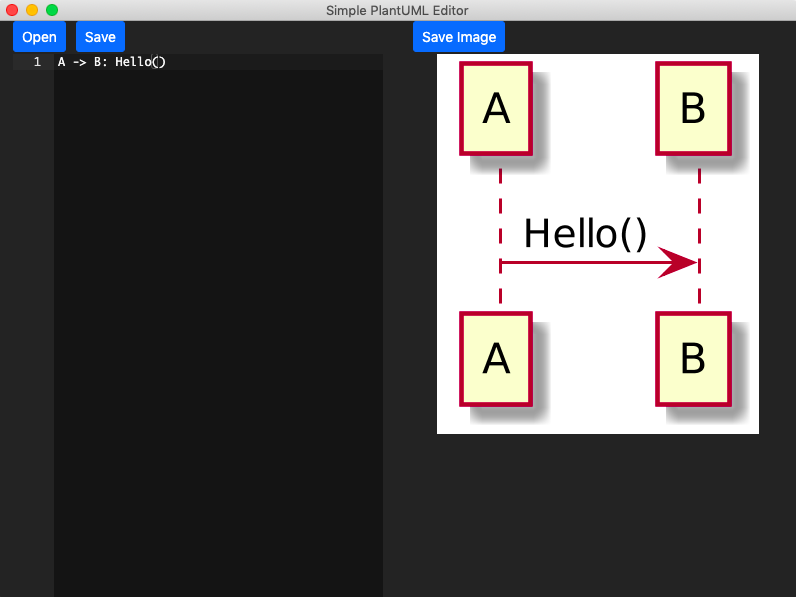 Simple PlantUML Editor
Open Save Save Image
1 A -> B: Hello()
A B
Hello()
A B